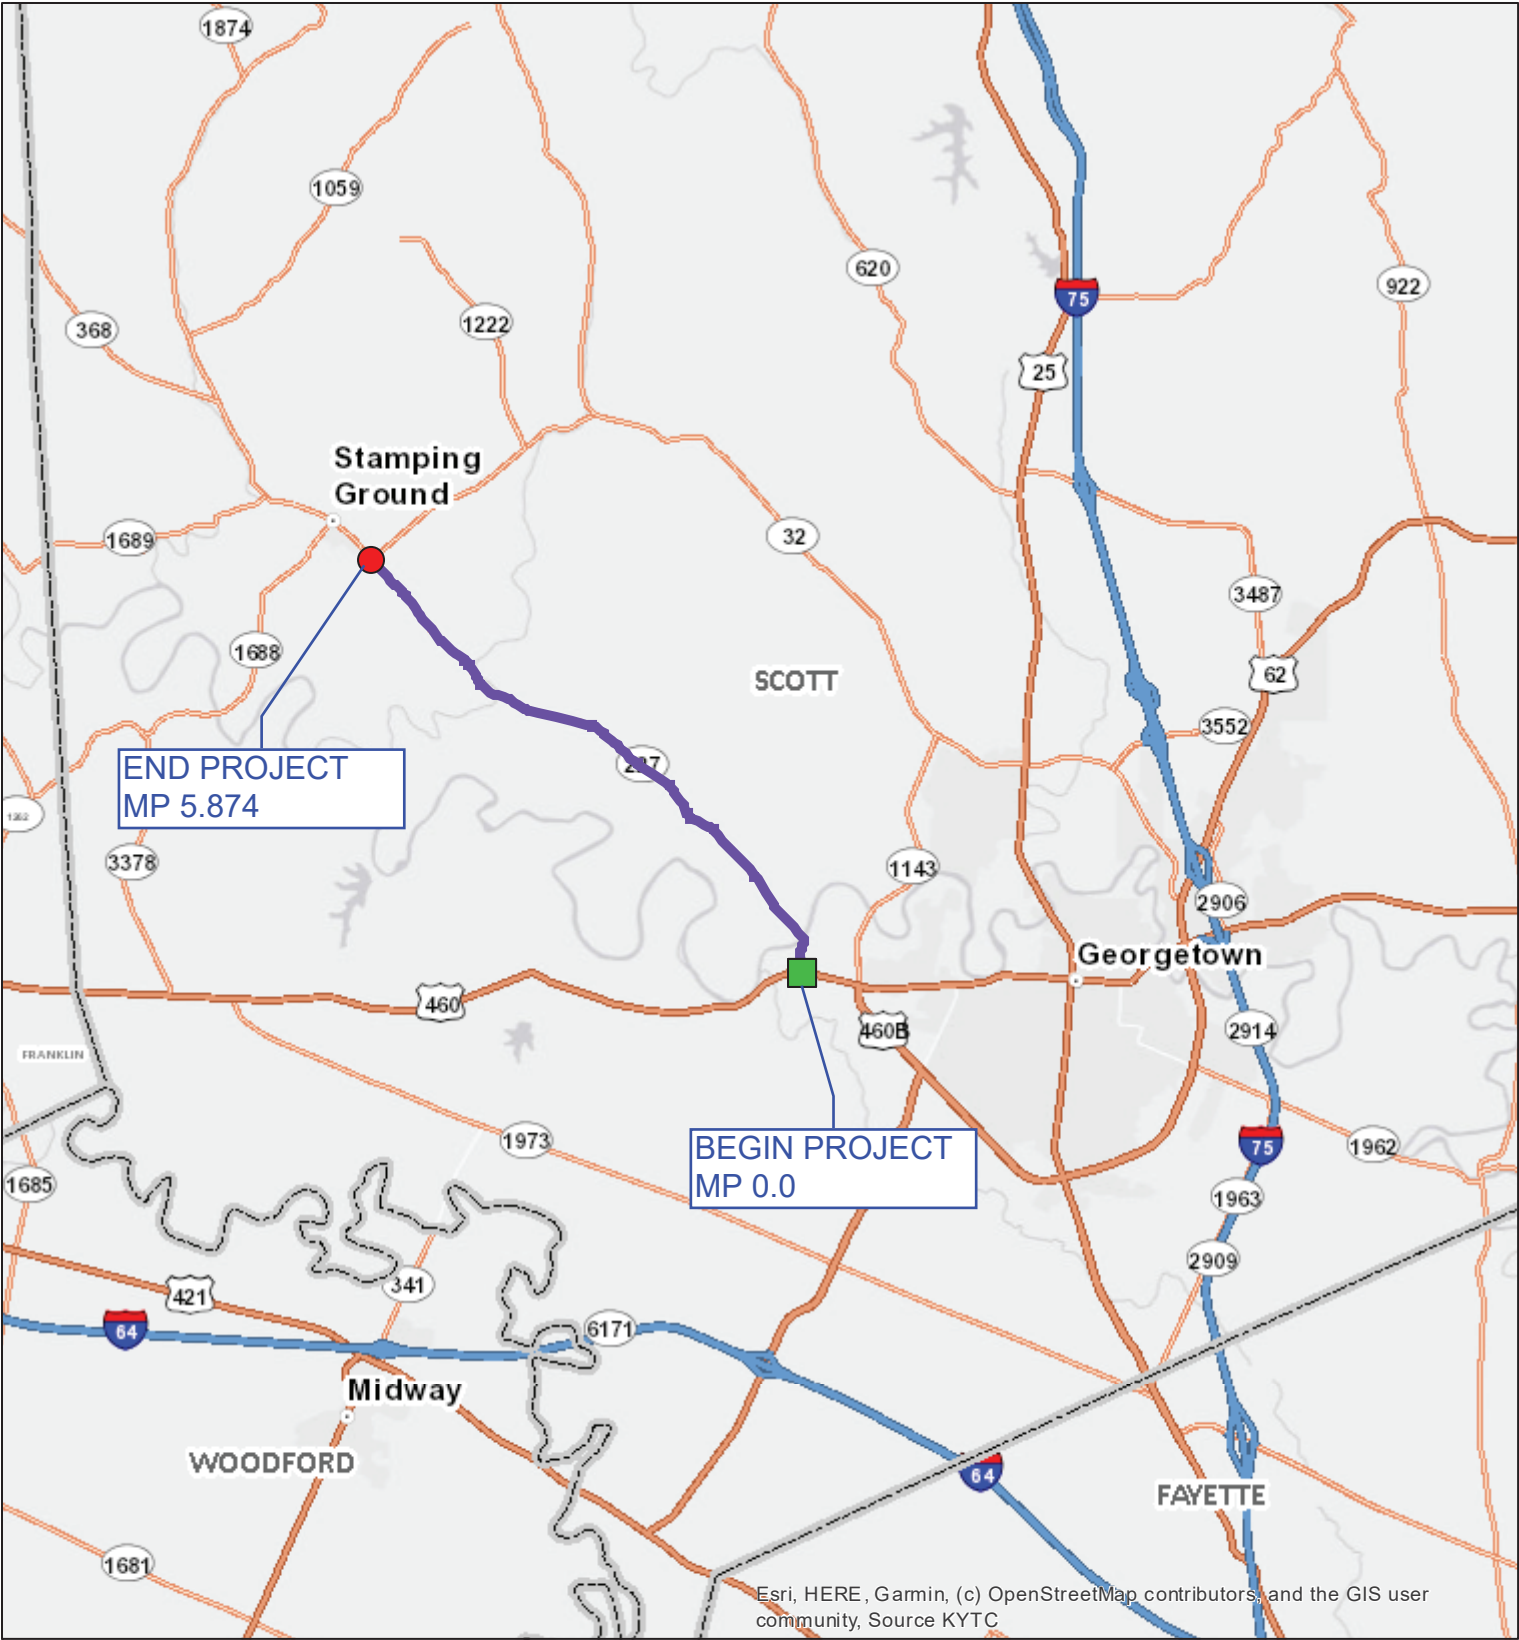 1874
1059
620
75
922
368
1222
25
Stamping
Ground
32
1689
3487
1688
SCOTT
62
3552
END PROJECT
MP 5.874
227
1262
3378
1143
2906
Georgetown
460
460B
2914
FRANKLIN
BEGIN PROJECT
MP 0.0
1973
75
1962
1685
1963
2909
341
421
64
6171
Midway
WOODFORD
64
FAYETTE
1681
Esri, HERE, Garmin, (c) OpenStreetMap contributors, and the GIS user
community, Source KYTC